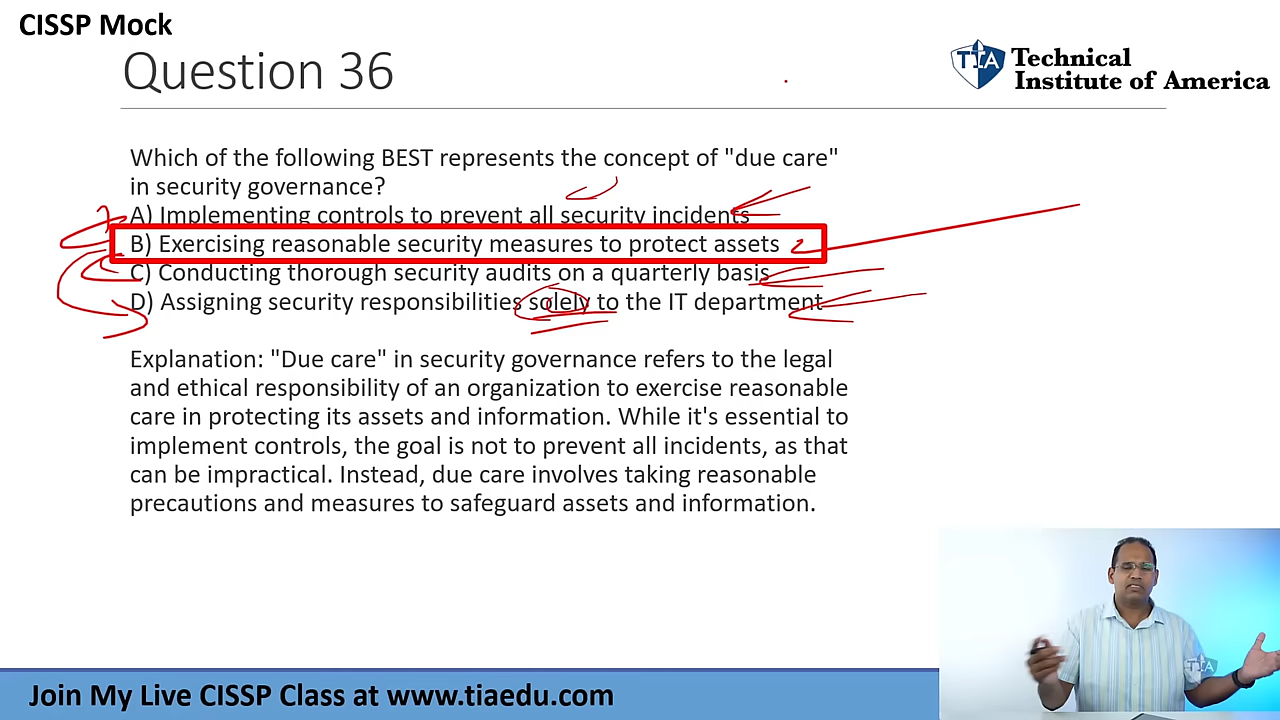 CISSP Mock
Question 36
TIA
Technical
Institute of America
Which of the following BEST represents the concept of "due care"
in security governance?
A) Implementing controls to prevent all security incidents
B) Exercising reasonable security measures to protect assets
C) Conducting thorough security audits on a quarterly basis
D) Assigning security responsibilities solely to the IT department
Explanation: "Due care" in security governance refers to the legal
and ethical responsibility of an organization to exercise reasonable
care in protecting its assets and information. While it's essential to
implement controls, the goal is not to prevent all incidents, as that
can be impractical. Instead, due care involves taking reasonable
precautions and measures to safeguard assets and information.
TIA
Join My Live CISSP Class at www.tiaedu.com